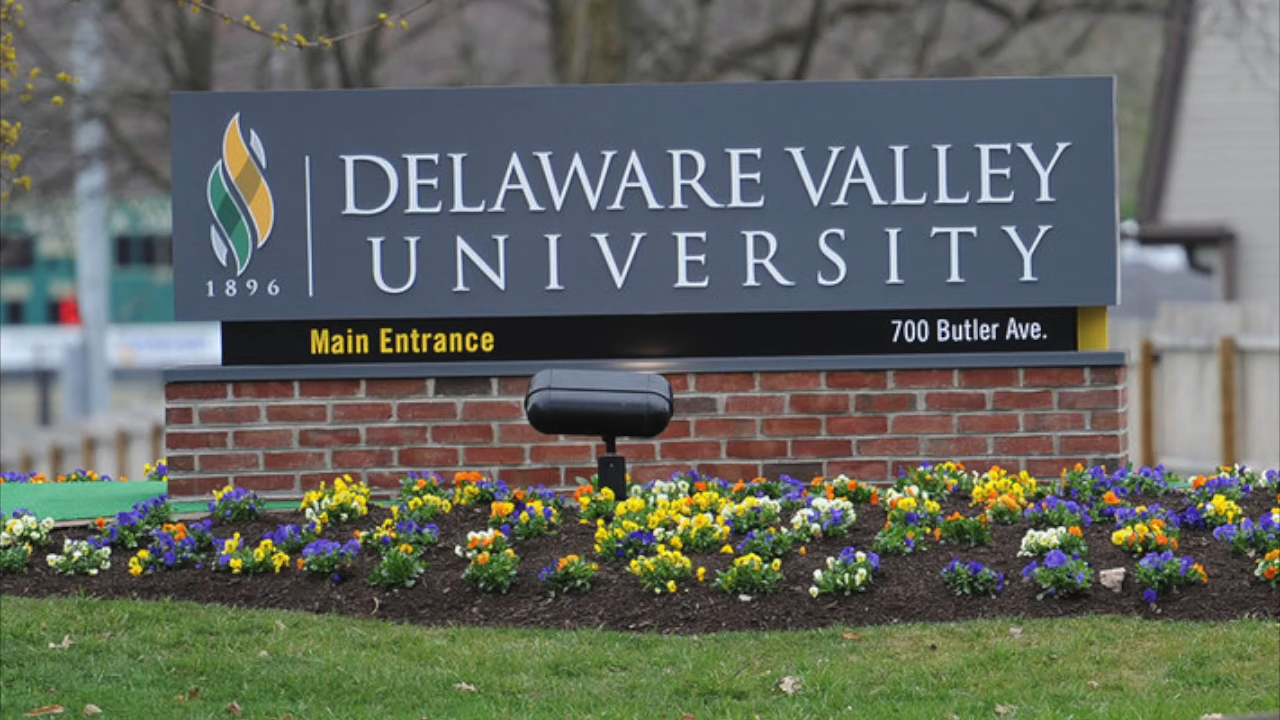 DELAWARE VALLEY
UNIVERSITY
1896
Main Entrance
700 Butler Ave.